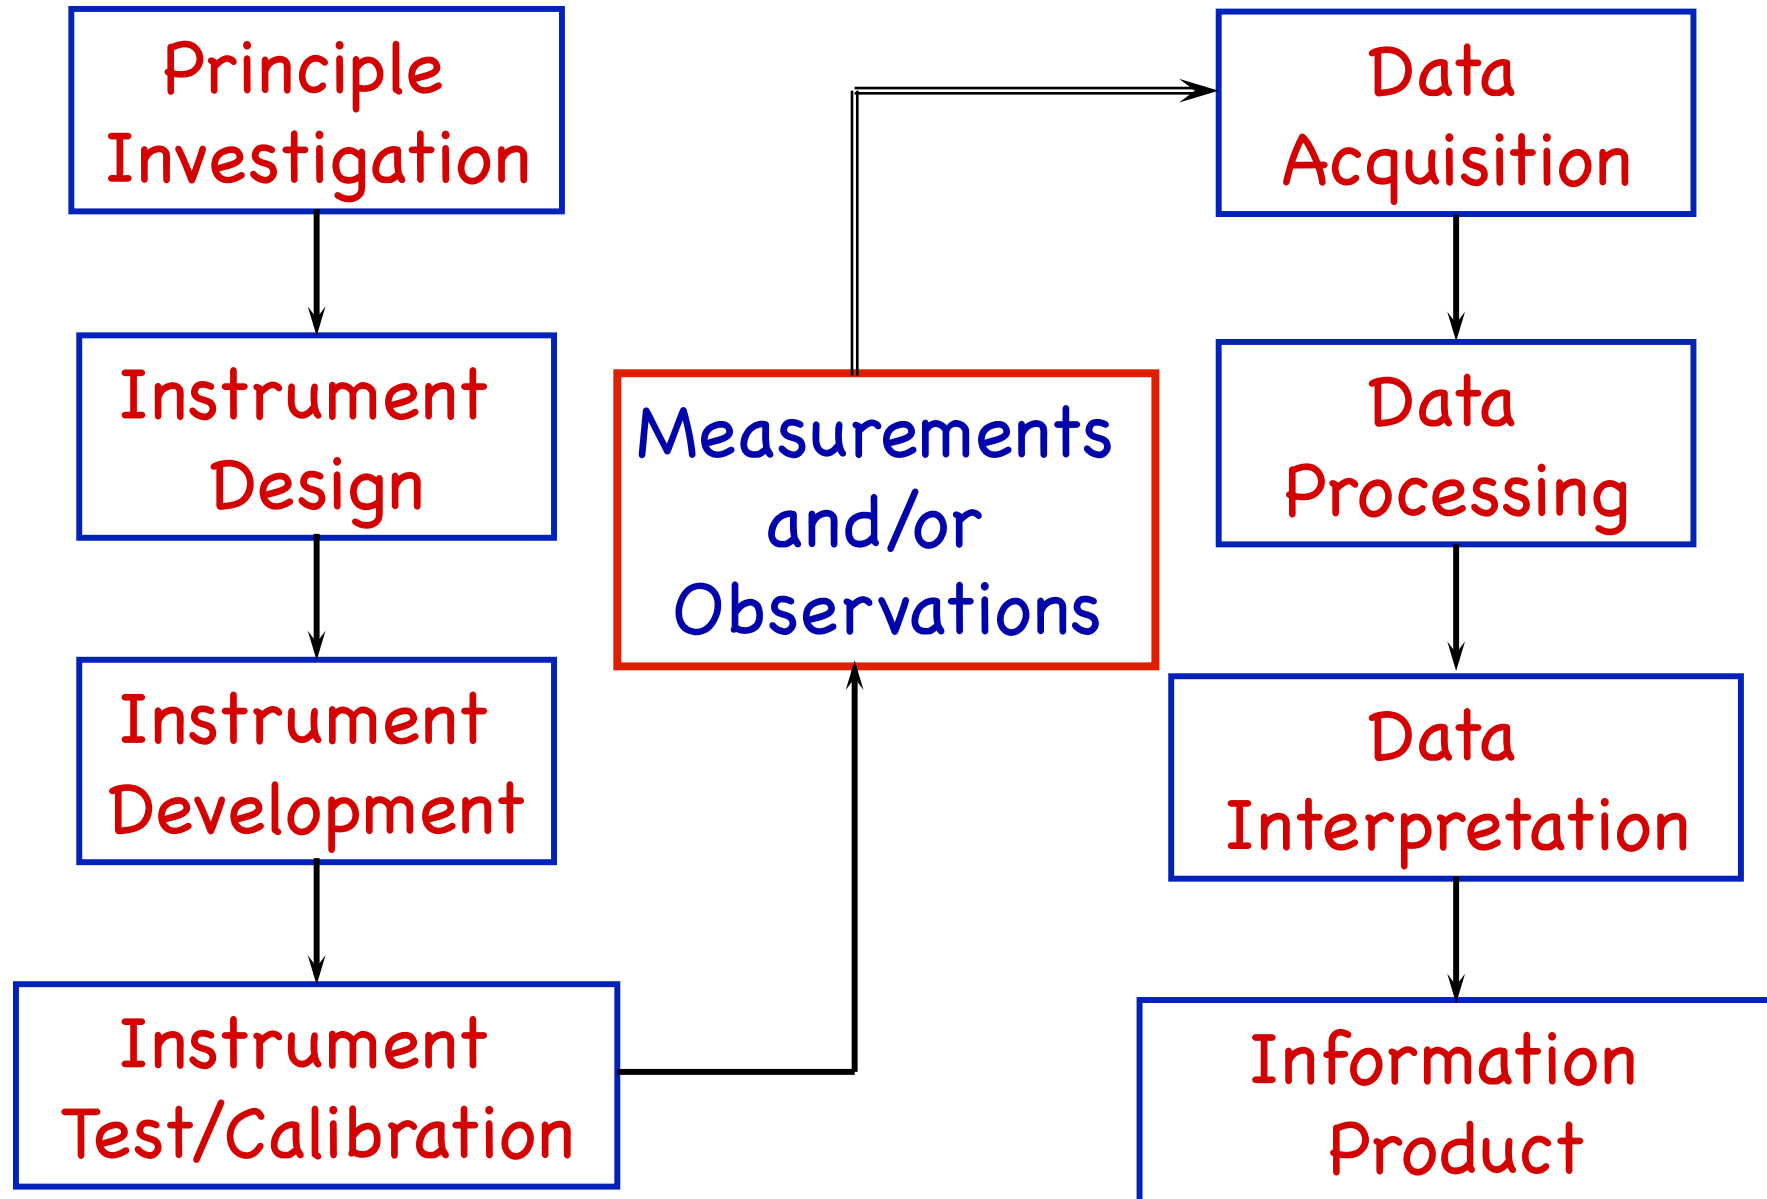 Principle
Investigation
Instrument
Design
Instrument
Development
Instrument
Test/Calibration
Measurements
and/or
Observations
Data
Acquisition
Data
Processing
Data
Interpretation
Information
Product